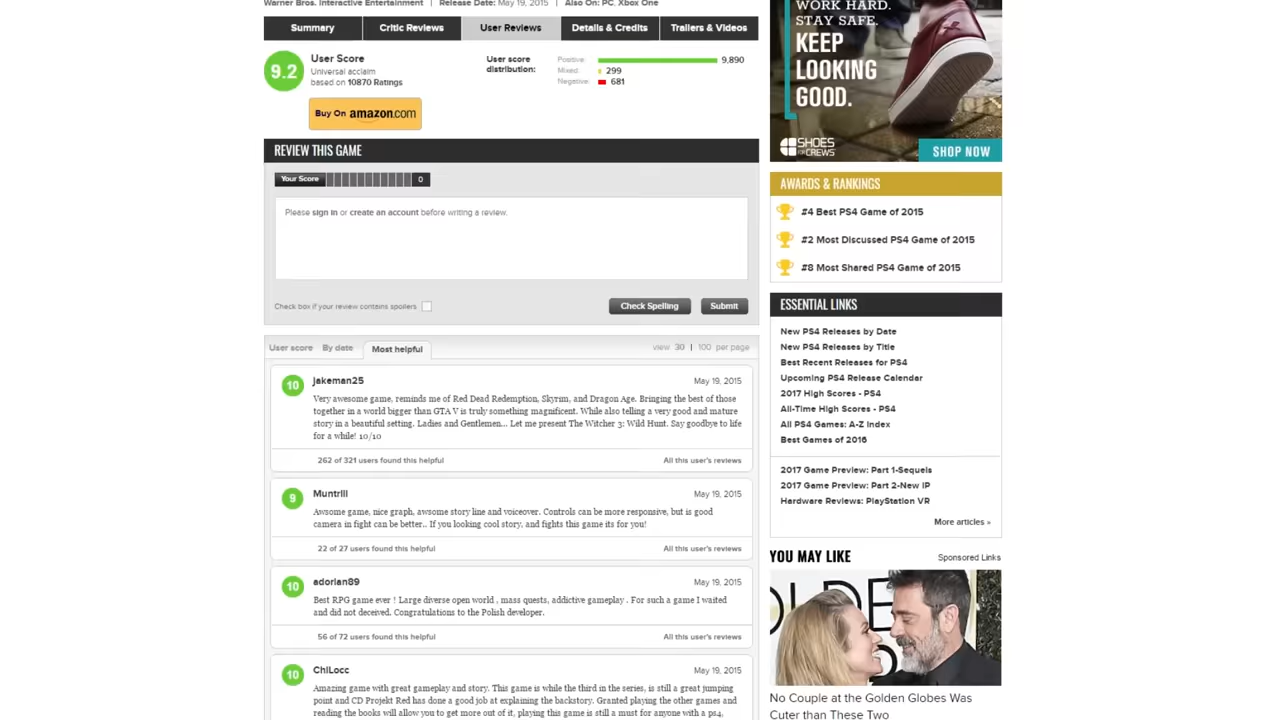 Warner Bros. Interactive Entertainment | Release Date: May 19, 2015 | Also On: PC, Xbox One
Summary Critic Reviews User Reviews Details & Credits Trailers & Videos
9.2
User Score
Universal acclaim
based on 10870 Ratings
User score
distribution:
Positive: 9,890
Mixed: 299
Negative: 681
Buy On amazon.com
REVIEW THIS GAME
Your Score 0
Please sign in or create an account before writing a review.
Check box if your review contains spoilers
Check Spelling Submit
User score By date Most helpful view 30 | 100 per page
10 jakeman25 May 19, 2015
Very awesome game, reminds me of Red Dead Redemption, Skyrim, and Dragon Age. Bringing the best of those
together in a world bigger than GTA V is truly something magnificent. While also telling a very good and mature
story in a beautiful setting. Ladies and Gentlemen... Let me present The Witcher 3: Wild Hunt. Say goodbye to life
for a while! 10/10
262 of 321 users found this helpful All this user's reviews
9 Muntrill May 19, 2015
Awsome game, nice graph, awsome story line and voiceover. Controls can be more responsive, but is good
camera in fight can be better.. If you looking cool story, and fights this game its for you!
22 of 27 users found this helpful All this user's reviews
10 adorian89 May 19, 2015
Best RPG game ever ! Large diverse open world , mass quests, addictive gameplay . For such a game I waited
and did not deceived. Congratulations to the Polish developer.
56 of 72 users found this helpful All this user's reviews
10 ChiLocc May 19, 2015
Amazing game with great gameplay and story. This game is while the third in the series, is still a great jumping
point and CD Projekt Red has done a good job at explaining the backstory. Granted playing the other games and
reading the books will allow you to get more out of it, playing this game is still a must for anyone with a ps4,
WORK HARD.
STAY SAFE.
KEEP
LOOKING
GOOD.
SHOES FOR CREWS
SHOP NOW
AWARDS & RANKINGS
#4 Best PS4 Game of 2015
#2 Most Discussed PS4 Game of 2015
#8 Most Shared PS4 Game of 2015
ESSENTIAL LINKS
New PS4 Releases by Date
New PS4 Releases by Title
Best Recent Releases for PS4
Upcoming PS4 Release Calendar
2017 High Scores - PS4
All-Time High Scores - PS4
All PS4 Games: A-Z Index
Best Games of 2016
2017 Game Preview: Part 1-Sequels
2017 Game Preview: Part 2-New IP
Hardware Reviews: PlayStation VR
More articles »
YOU MAY LIKE Sponsored Links
OLDE
No Couple at the Golden Globes Was
Cuter than These Two